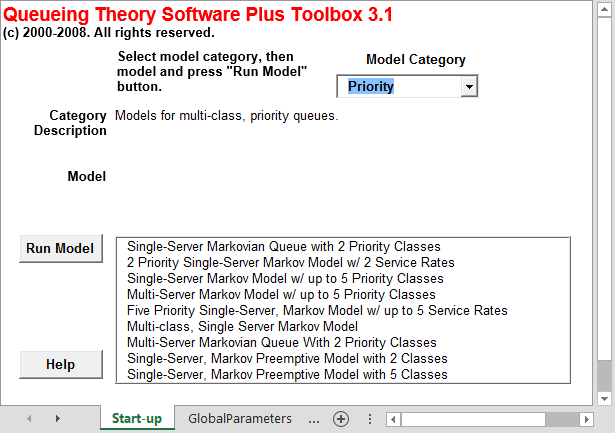 Queueing Theory Software Plus Toolbox 3.1
(c) 2000-2008. All rights reserved.
Select model category, then
model and press "Run Model"
button.
Model Category
Priority
Category
Description
Models for multi-class, priority queues.
Model
Run Model
Single-Server Markovian Queue with 2 Priority Classes
2 Priority Single-Server Markov Model w/ 2 Service Rates
Single-Server Markov Model w/ up to 5 Priority Classes
Multi-Server Markov Model w/ up to 5 Priority Classes
Five Priority Single-Server, Markov Model w/ up to 5 Service Rates
Multi-class, Single Server Markov Model
Multi-Server Markovian Queue With 2 Priority Classes
Single-Server, Markov Preemptive Model with 2 Classes
Single-Server, Markov Preemptive Model with 5 Classes
Help
Start-up GlobalParameters ...